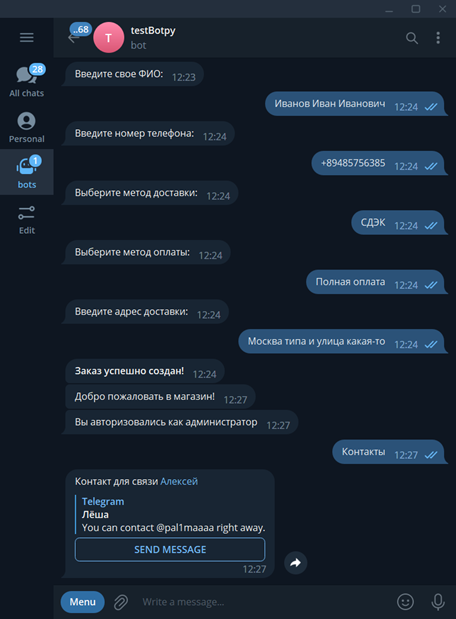 ..68
T
testBotpy
bot
28
All chats
Personal
1
bots
Edit
Введите свое ФИО: 12:23
Иванов Иван Иванович 12:24
Введите номер телефона: 12:24
+89485756385 12:24
Выберите метод доставки: 12:24
СДЭК 12:24
Выберите метод оплаты: 12:24
Полная оплата 12:24
Введите адрес доставки: 12:24
Москва типа и улица какая-то 12:24
Заказ успешно создан! 12:24
Добро пожаловать в магазин! 12:27
Вы авторизовались как администратор 12:27
Контакты 12:27
Контакт для связи Алексей
Telegram
Лёша
You can contact @pal1maaaa right away.
SEND MESSAGE
12:27
Menu
Write a message...